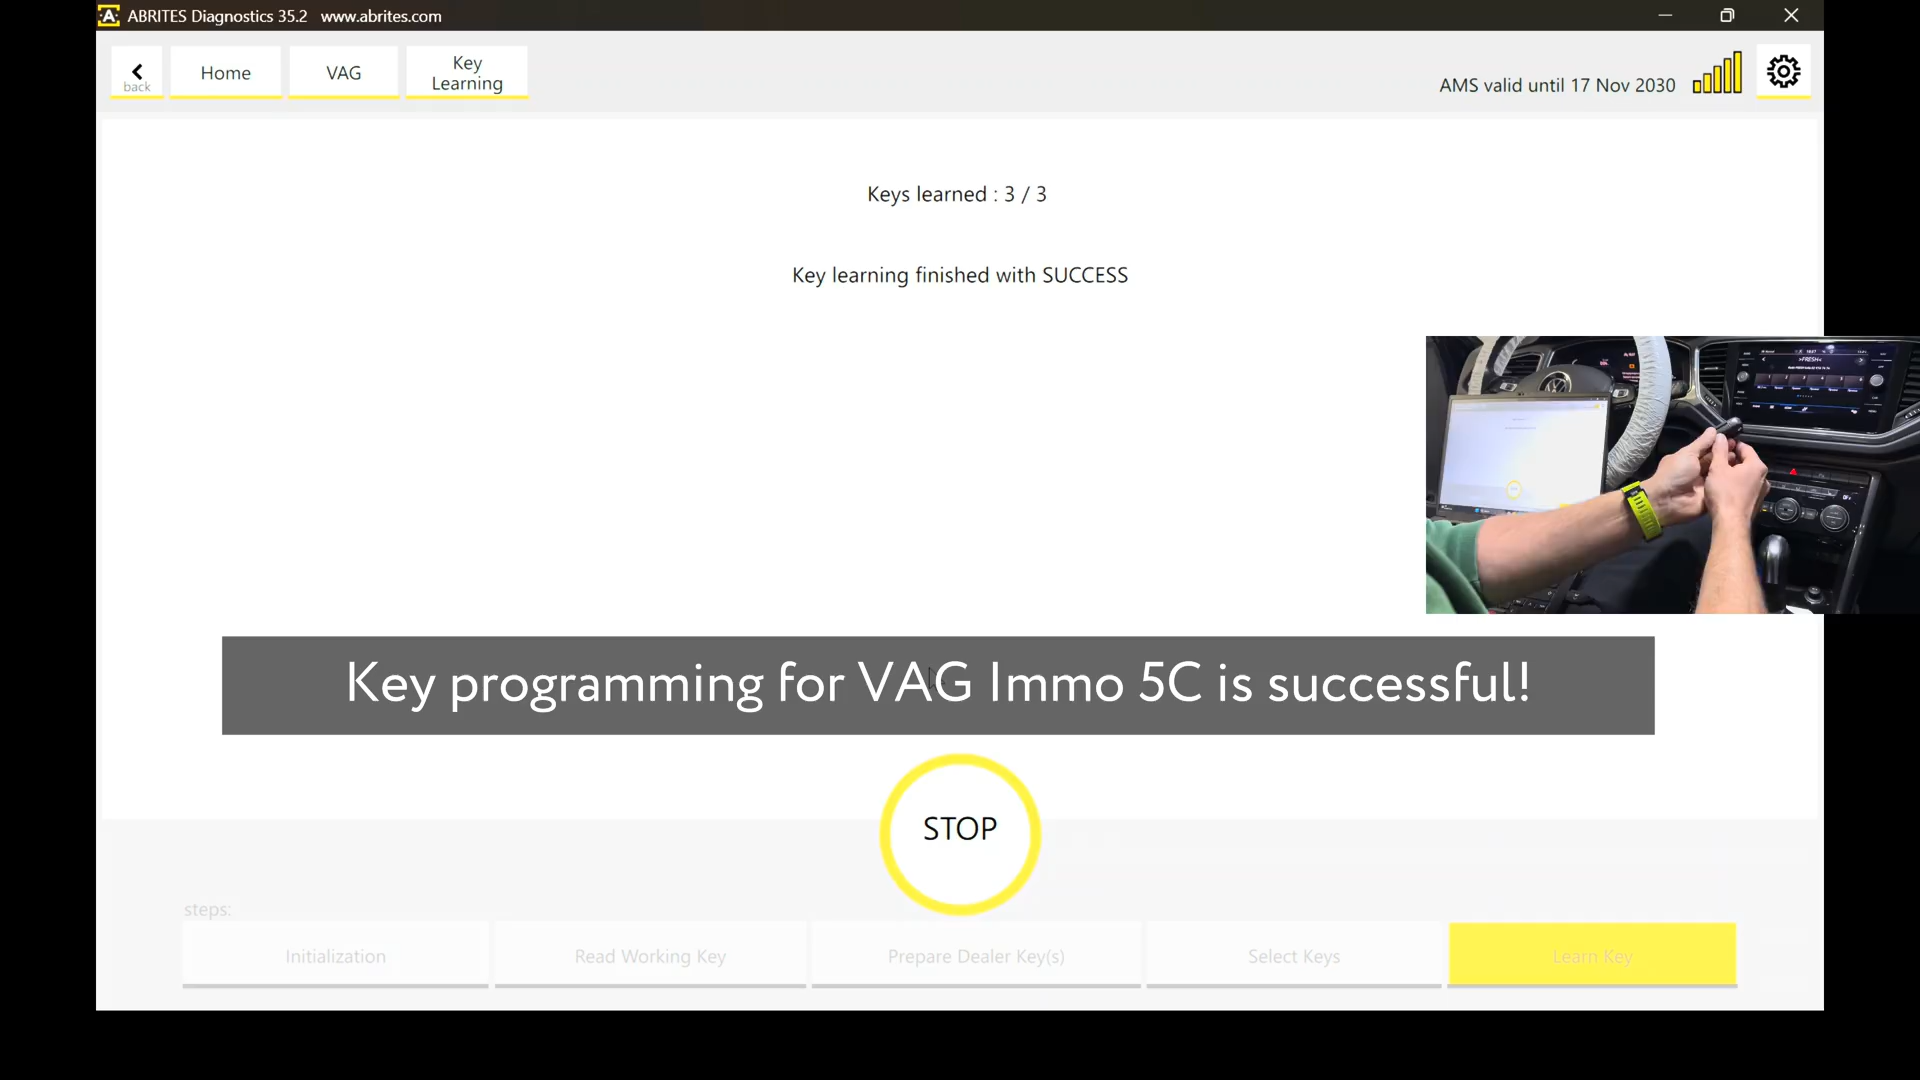 ABRITES Diagnostics 35.2 www.abrites.com
back
Home
VAG
Key
Learning
AMS valid until 17 Nov 2030
Keys learned : 3 / 3
Key learning finished with SUCCESS
>FRESH<
Key programming for VAG Immo 5C is successful!
STOP
steps:
Initialization
Read Working Key
Prepare Dealer Key(s)
Select Keys
Learn Key